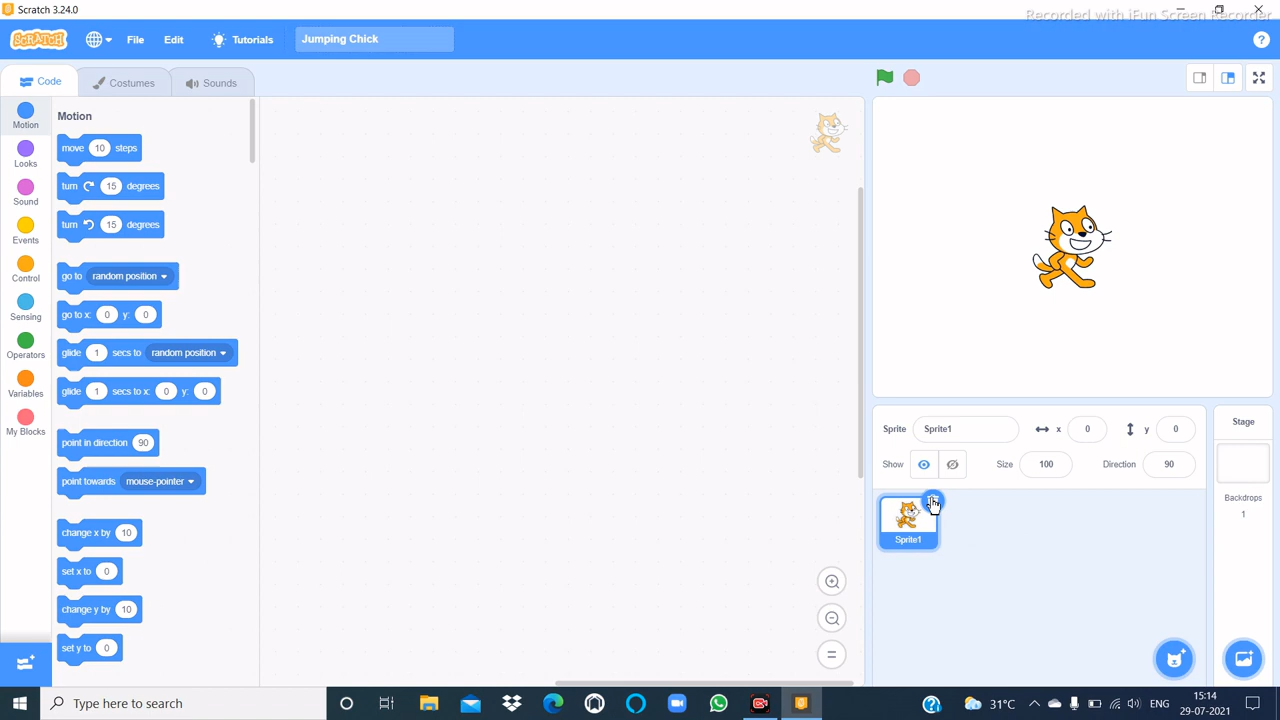 Scratch 3.24.0
Recorded with iFun Screen Recorder
SCRATCH
File
Edit
Tutorials
Jumping Chick
?
Code
Costumes
Sounds
Motion
Looks
Sound
Events
Control
Sensing
Operators
Variables
My Blocks
Motion
move 10 steps
turn 15 degrees
turn 15 degrees
go to random position
go to x: 0 y: 0
glide 1 secs to random position
glide 1 secs to x: 0 y: 0
point in direction 90
point towards mouse-pointer
change x by 10
set x to 0
change y by 10
set y to 0
Sprite Sprite1 x 0 y 0
Show Size 100 Direction 90
Sprite1
Stage
Backdrops
1
Type here to search
31°C
ENG
15:14
29-07-2021